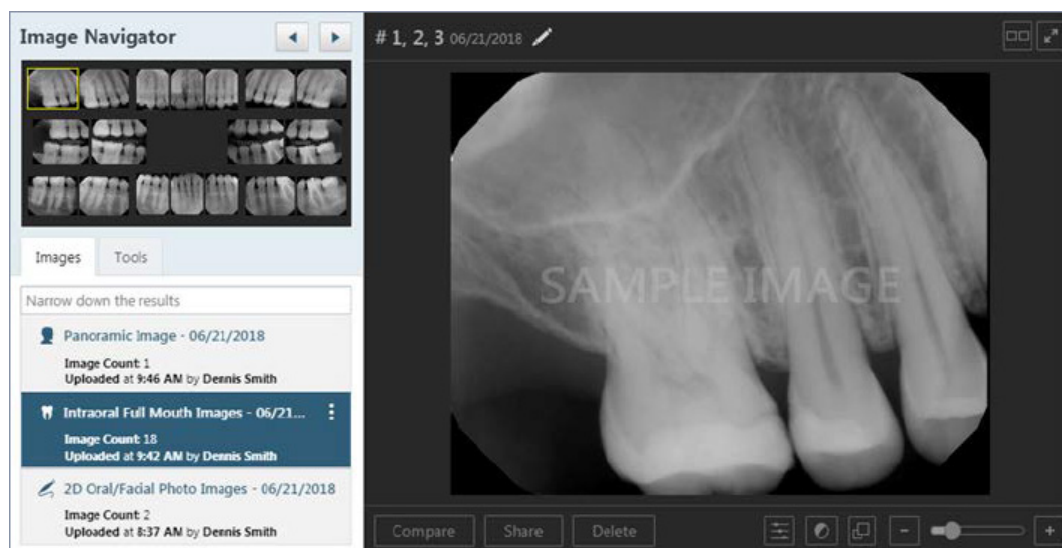 Image Navigator
# 1, 2, 3 06/21/2018
Images
Tools
Narrow down the results
Panoramic Image - 06/21/2018
Image Count: 1
Uploaded at 9:46 AM by Dennis Smith
Intraoral Full Mouth Images - 06/21...
Image Count: 18
Uploaded at 9:42 AM by Dennis Smith
2D Oral/Facial Photo Images - 06/21/2018
Image Count: 2
Uploaded at 8:37 AM by Dennis Smith
SAMPLE IMAGE
Compare
Share
Delete